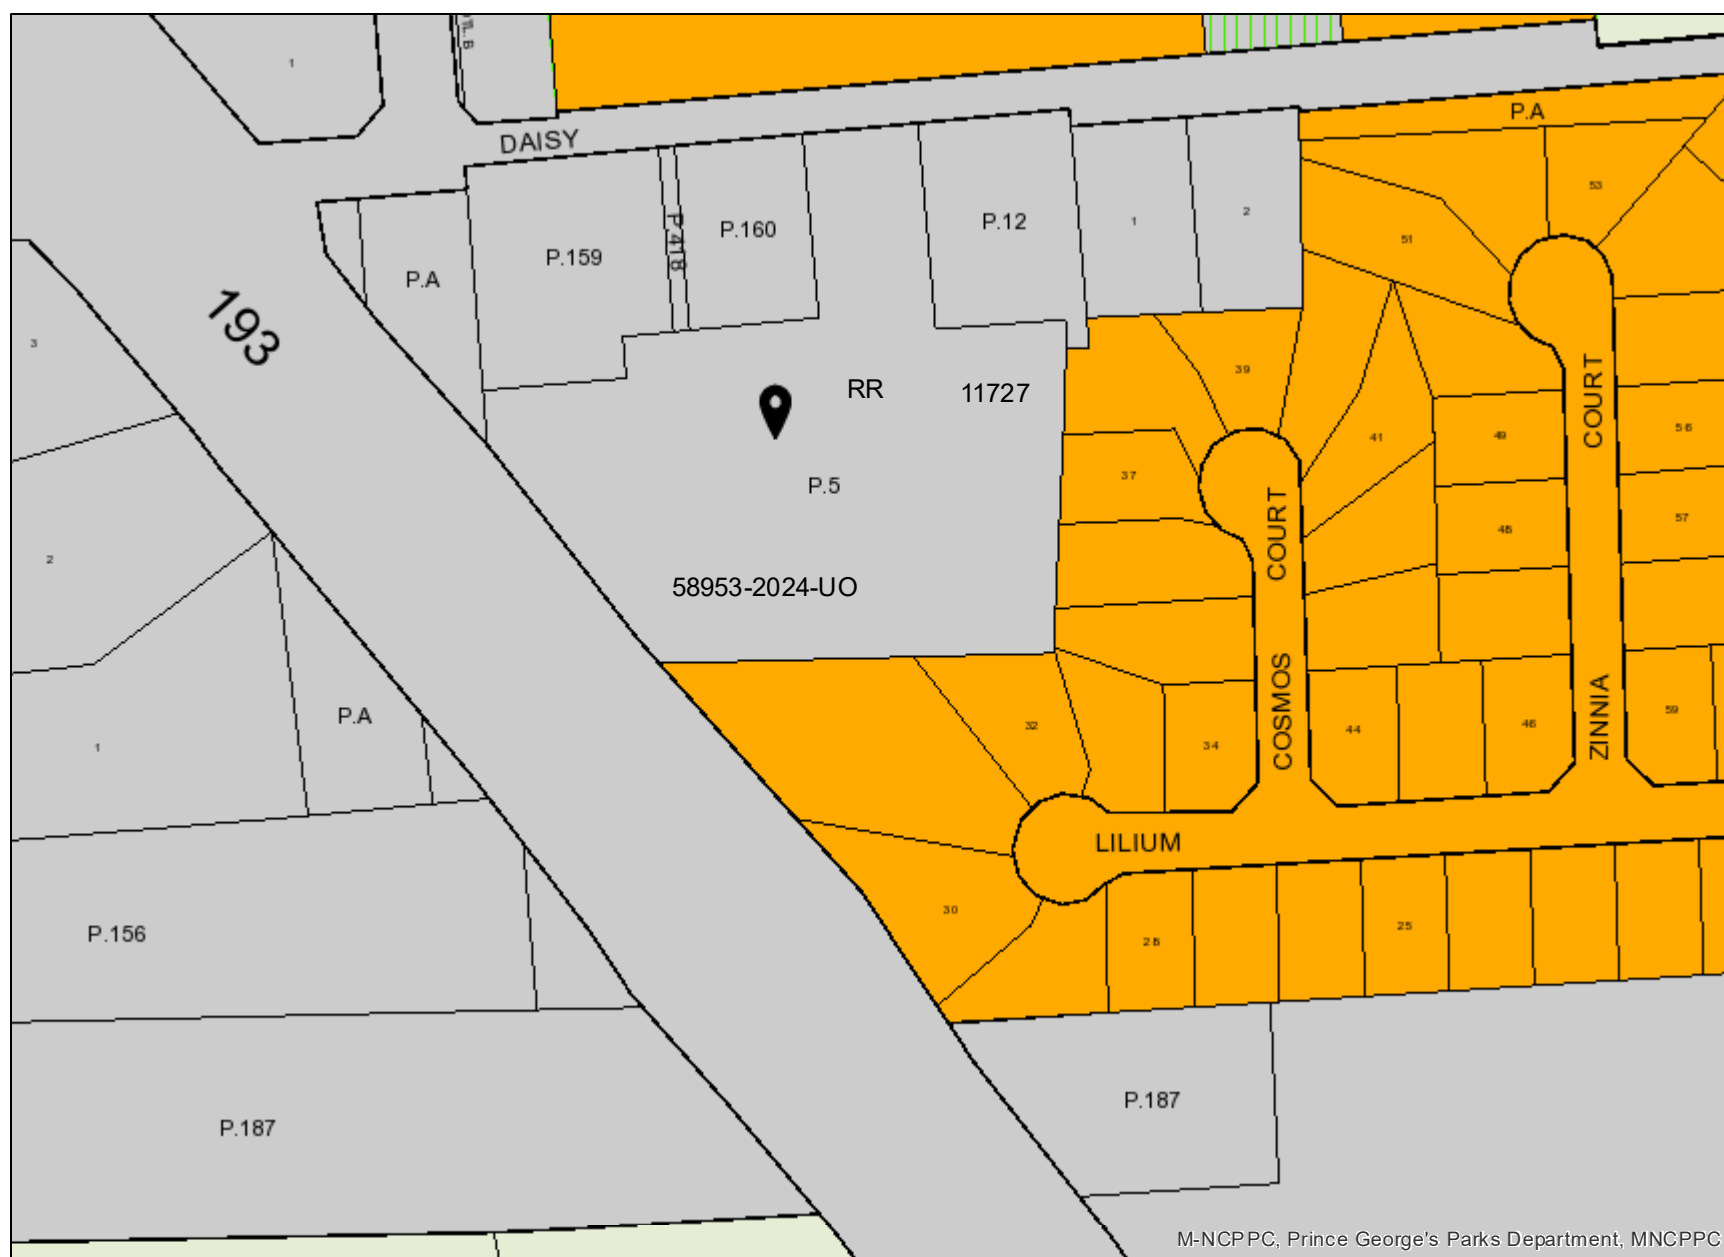 1
OTL.B
DAISY
P.A
53
51
P.159
P.418
P.160
P.12
1
2
P.A
193
3
39
RR
11727
COURT
41
49
56
37
P.5
COURT
48
57
2
58953-2024-UO
COSMOS
ZINNIA
P.A
1
32
34
44
46
59
LILIUM
P.156
30
28
25
P.187
P.187
M-NCPPC, Prince George's Parks Department, MNCPPC